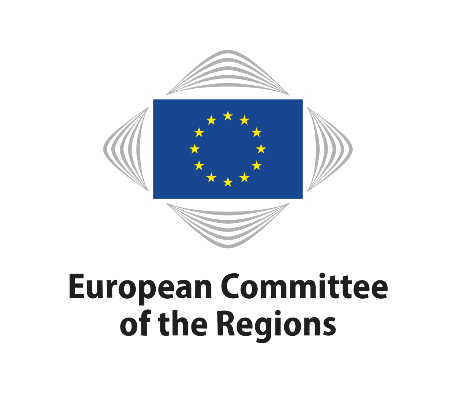 European Committee
of the Regions